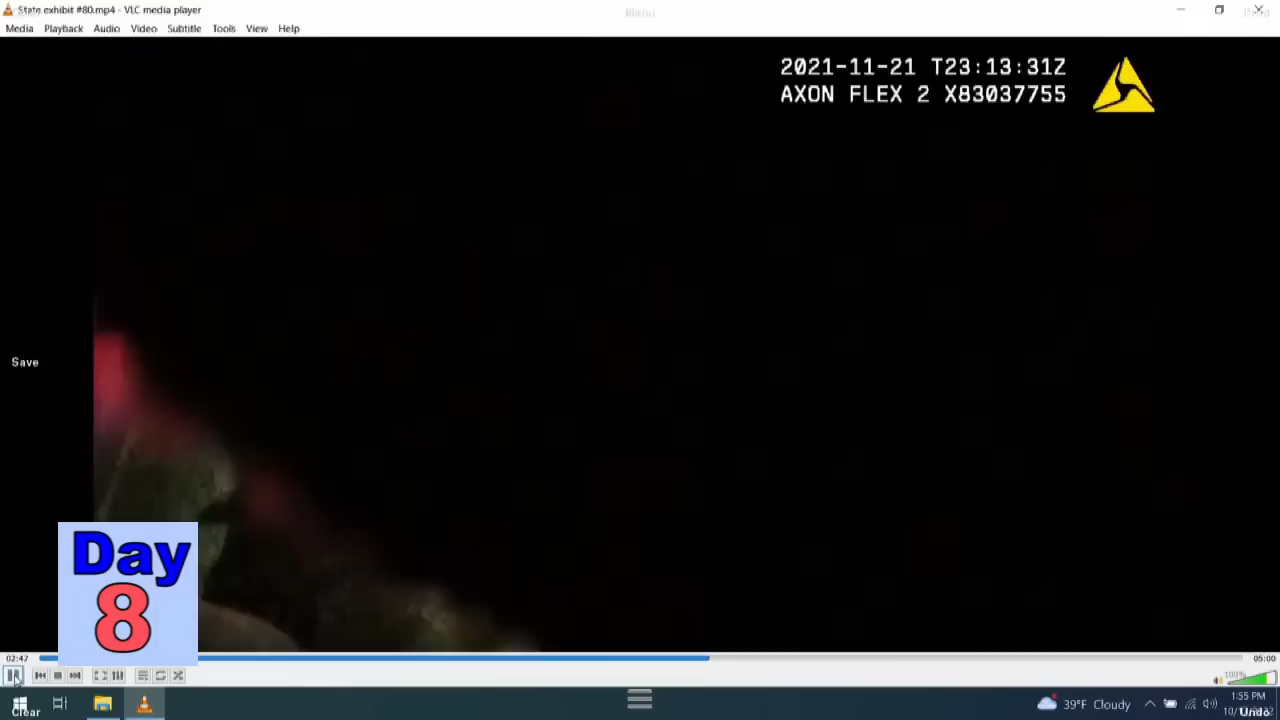 State exhibit #80.mp4 - VLC media player
Menu
Media Playback Audio Video Subtitle Tools View Help
2021-11-21 T23:13:31Z
AXON FLEX 2 X83037755
Save
Day
8
02:47
05:00
100%
39°F Cloudy
1:55 PM
Clear
Undo